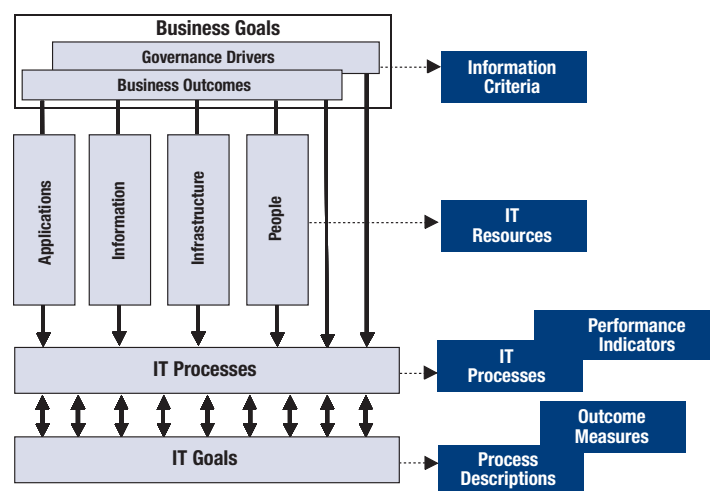 Business Goals
Governance Drivers
Business Outcomes
Information
Criteria
Applications
Information
Infrastructure
People
IT
Resources
Performance
Indicators
IT Processes
IT
Processes
Outcome
Measures
IT Goals
Process
Descriptions